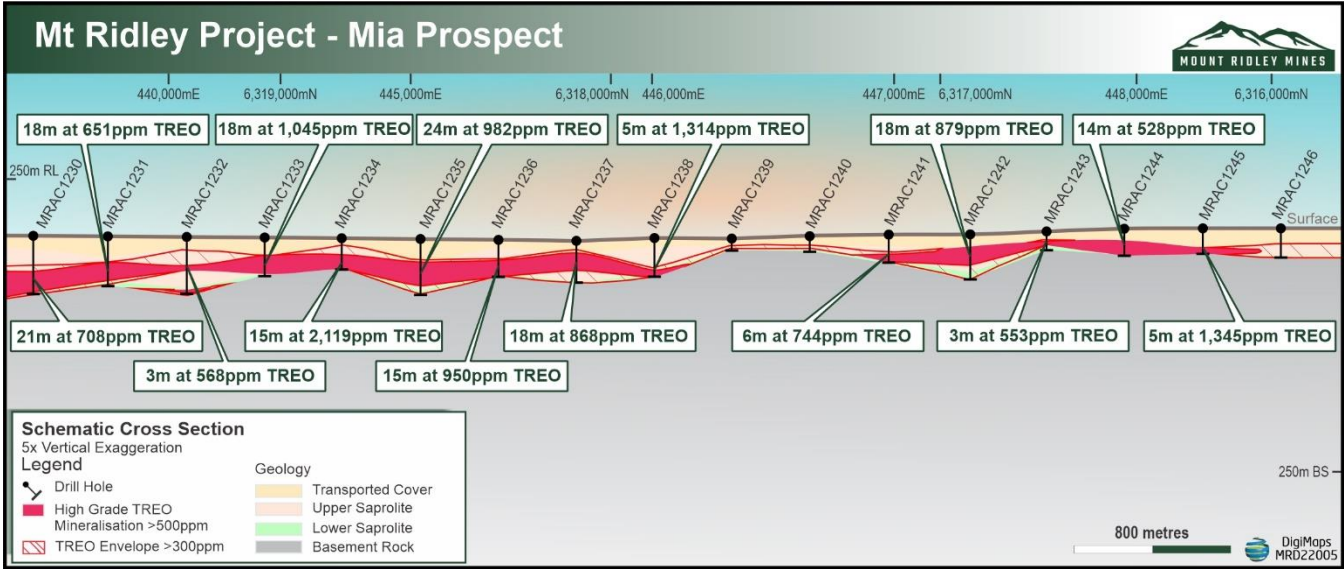 Mt Ridley Project - Mia Prospect
MOUNT RIDLEY MINES
440,000mE
6,319,000mN
445,000mE
6,318,000mN
446,000mE
447,000mE
6,317,000mN
448,000mE
6,316,000mN
18m at 651ppm TREO
18m at 1,045ppm TREO
24m at 982ppm TREO
5m at 1,314ppm TREO
18m at 879ppm TREO
14m at 528ppm TREO
250m RL
MRAC1230
MRAC1231
MRAC1232
MRAC1233
MRAC1234
MRAC1235
MRAC1236
MRAC1237
MRAC1238
MRAC1239
MRAC1240
MRAC1241
MRAC1242
MRAC1243
MRAC1244
MRAC1245
MRAC1246
Surface
21m at 708ppm TREO
15m at 2,119ppm TREO
18m at 868ppm TREO
6m at 744ppm TREO
3m at 553ppm TREO
5m at 1,345ppm TREO
3m at 568ppm TREO
15m at 950ppm TREO
Schematic Cross Section
5x Vertical Exaggeration
Legend
Drill Hole
High Grade TREO
Mineralisation >500ppm
TREO Envelope >300ppm
Geology
Transported Cover
Upper Saprolite
Lower Saprolite
Basement Rock
250m BS
800 metres
DigiMaps
MRD22005